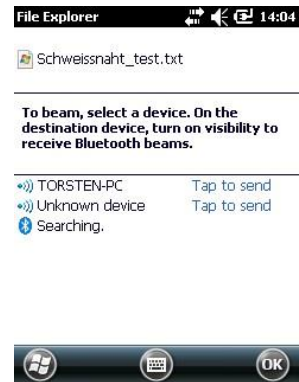 File Explorer 14:04
Schweissnaht_test.txt
To beam, select a device. On the
destination device, turn on visibility to
receive Bluetooth beams.
TORSTEN-PC Tap to send
Unknown device Tap to send
Searching.
OK